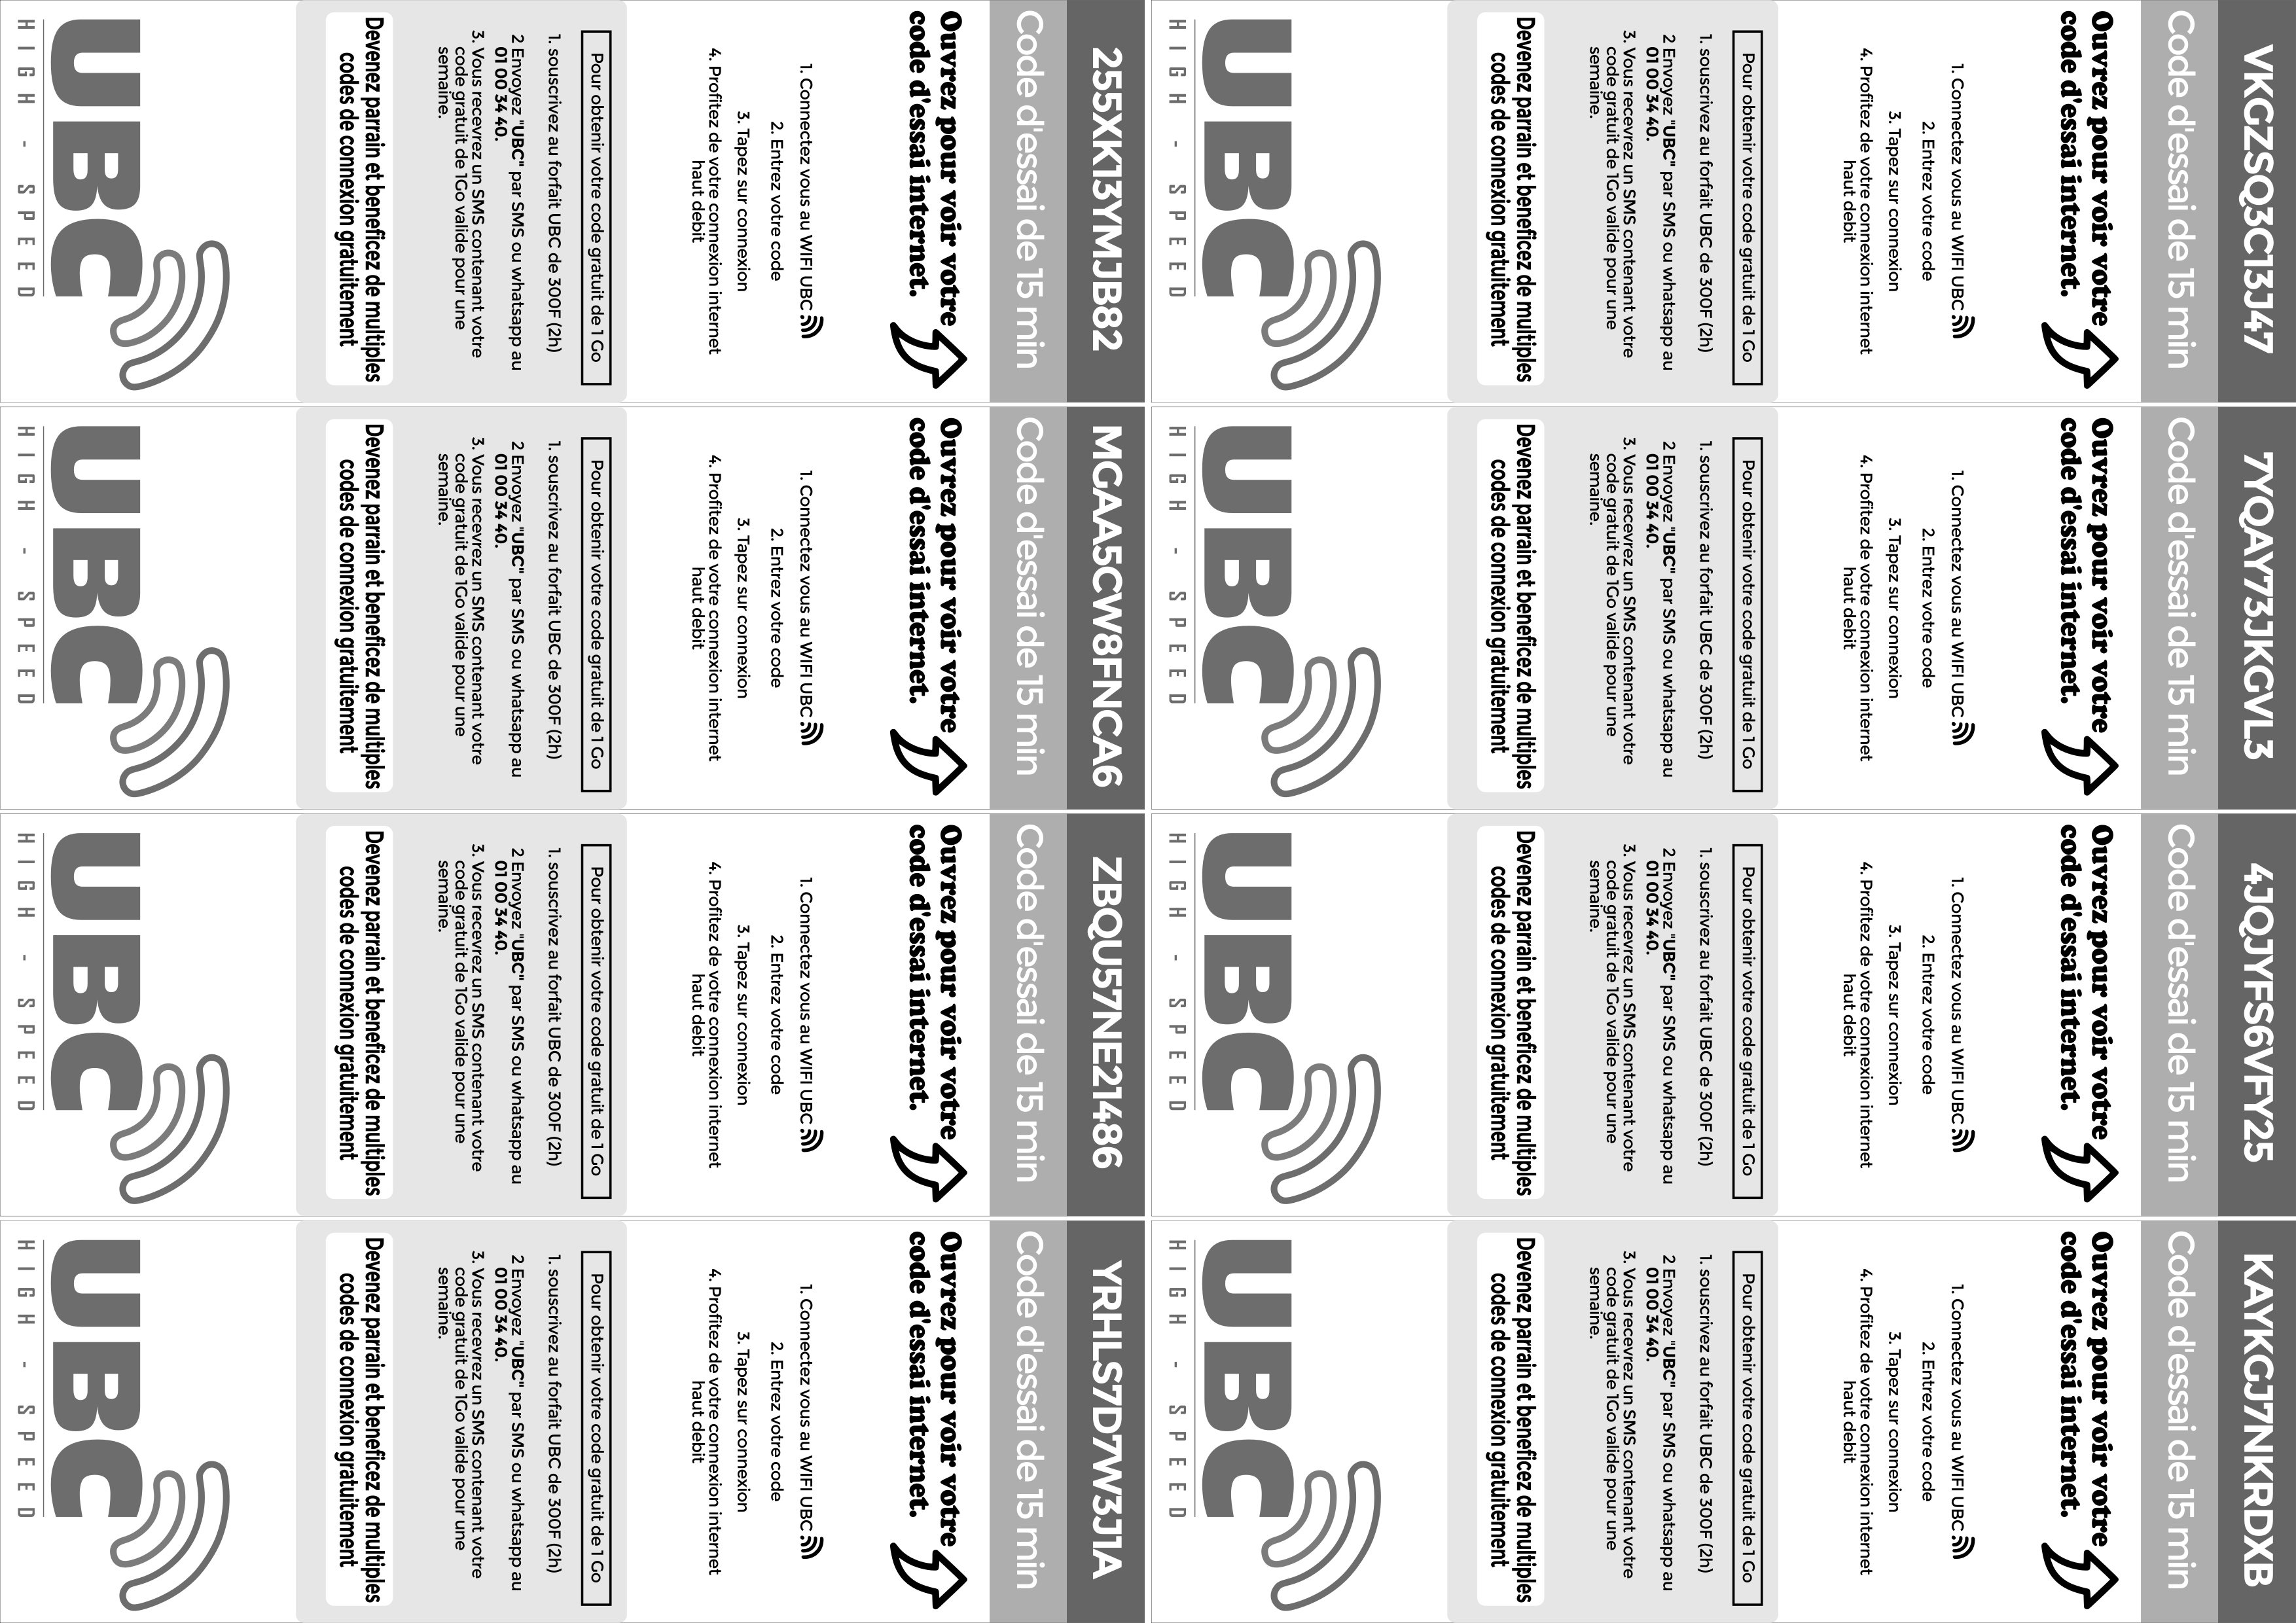 VKGZSQ3C13J47
Code d'essai de 15 min
Ouvrez pour voir votre
code d'essai internet.
1. Connectez vous au WIFI UBC
2. Entrez votre code
3. Tapez sur connexion
4. Profitez de votre connexion internet
haut debit
Pour obtenir votre code gratuit de 1 Go
1. souscrivez au forfait UBC de 300F (2h)
2 Envoyez "UBC" par SMS ou whatsapp au
01 00 34 40.
3. Vous recevrez un SMS contenant votre
code gratuit de 1Go valide pour une
semaine.
Devenez parrain et beneficez de multiples
codes de connexion gratuitement
UBC
HIGH - SPEED
7YQAY73JKGVL3
Code d'essai de 15 min
Ouvrez pour voir votre
code d'essai internet.
1. Connectez vous au WIFI UBC
2. Entrez votre code
3. Tapez sur connexion
4. Profitez de votre connexion internet
haut debit
Pour obtenir votre code gratuit de 1 Go
1. souscrivez au forfait UBC de 300F (2h)
2 Envoyez "UBC" par SMS ou whatsapp au
01 00 34 40.
3. Vous recevrez un SMS contenant votre
code gratuit de 1Go valide pour une
semaine.
Devenez parrain et beneficez de multiples
codes de connexion gratuitement
UBC
HIGH - SPEED
4JQJYFS6VFY25
Code d'essai de 15 min
Ouvrez pour voir votre
code d'essai internet.
1. Connectez vous au WIFI UBC
2. Entrez votre code
3. Tapez sur connexion
4. Profitez de votre connexion internet
haut debit
Pour obtenir votre code gratuit de 1 Go
1. souscrivez au forfait UBC de 300F (2h)
2 Envoyez "UBC" par SMS ou whatsapp au
01 00 34 40.
3. Vous recevrez un SMS contenant votre
code gratuit de 1Go valide pour une
semaine.
Devenez parrain et beneficez de multiples
codes de connexion gratuitement
UBC
HIGH - SPEED
KAYKGJ7NKRDXB
Code d'essai de 15 min
Ouvrez pour voir votre
code d'essai internet.
1. Connectez vous au WIFI UBC
2. Entrez votre code
3. Tapez sur connexion
4. Profitez de votre connexion internet
haut debit
Pour obtenir votre code gratuit de 1 Go
1. souscrivez au forfait UBC de 300F (2h)
2 Envoyez "UBC" par SMS ou whatsapp au
01 00 34 40.
3. Vous recevrez un SMS contenant votre
code gratuit de 1Go valide pour une
semaine.
Devenez parrain et beneficez de multiples
codes de connexion gratuitement
UBC
HIGH - SPEED
255XK13YMJB82
Code d'essai de 15 min
Ouvrez pour voir votre
code d'essai internet.
1. Connectez vous au WIFI UBC
2. Entrez votre code
3. Tapez sur connexion
4. Profitez de votre connexion internet
haut debit
Pour obtenir votre code gratuit de 1 Go
1. souscrivez au forfait UBC de 300F (2h)
2 Envoyez "UBC" par SMS ou whatsapp au
01 00 34 40.
3. Vous recevrez un SMS contenant votre
code gratuit de 1Go valide pour une
semaine.
Devenez parrain et beneficez de multiples
codes de connexion gratuitement
UBC
HIGH - SPEED
MGAA5CW8FNCA6
Code d'essai de 15 min
Ouvrez pour voir votre
code d'essai internet.
1. Connectez vous au WIFI UBC
2. Entrez votre code
3. Tapez sur connexion
4. Profitez de votre connexion internet
haut debit
Pour obtenir votre code gratuit de 1 Go
1. souscrivez au forfait UBC de 300F (2h)
2 Envoyez "UBC" par SMS ou whatsapp au
01 00 34 40.
3. Vous recevrez un SMS contenant votre
code gratuit de 1Go valide pour une
semaine.
Devenez parrain et beneficez de multiples
codes de connexion gratuitement
UBC
HIGH - SPEED
ZBQU57NE21486
Code d'essai de 15 min
Ouvrez pour voir votre
code d'essai internet.
1. Connectez vous au WIFI UBC
2. Entrez votre code
3. Tapez sur connexion
4. Profitez de votre connexion internet
haut debit
Pour obtenir votre code gratuit de 1 Go
1. souscrivez au forfait UBC de 300F (2h)
2 Envoyez "UBC" par SMS ou whatsapp au
01 00 34 40.
3. Vous recevrez un SMS contenant votre
code gratuit de 1Go valide pour une
semaine.
Devenez parrain et beneficez de multiples
codes de connexion gratuitement
UBC
HIGH - SPEED
YRHLS7D7W3J1A
Code d'essai de 15 min
Ouvrez pour voir votre
code d'essai internet.
1. Connectez vous au WIFI UBC
2. Entrez votre code
3. Tapez sur connexion
4. Profitez de votre connexion internet
haut debit
Pour obtenir votre code gratuit de 1 Go
1. souscrivez au forfait UBC de 300F (2h)
2 Envoyez "UBC" par SMS ou whatsapp au
01 00 34 40.
3. Vous recevrez un SMS contenant votre
code gratuit de 1Go valide pour une
semaine.
Devenez parrain et beneficez de multiples
codes de connexion gratuitement
UBC
HIGH - SPEED